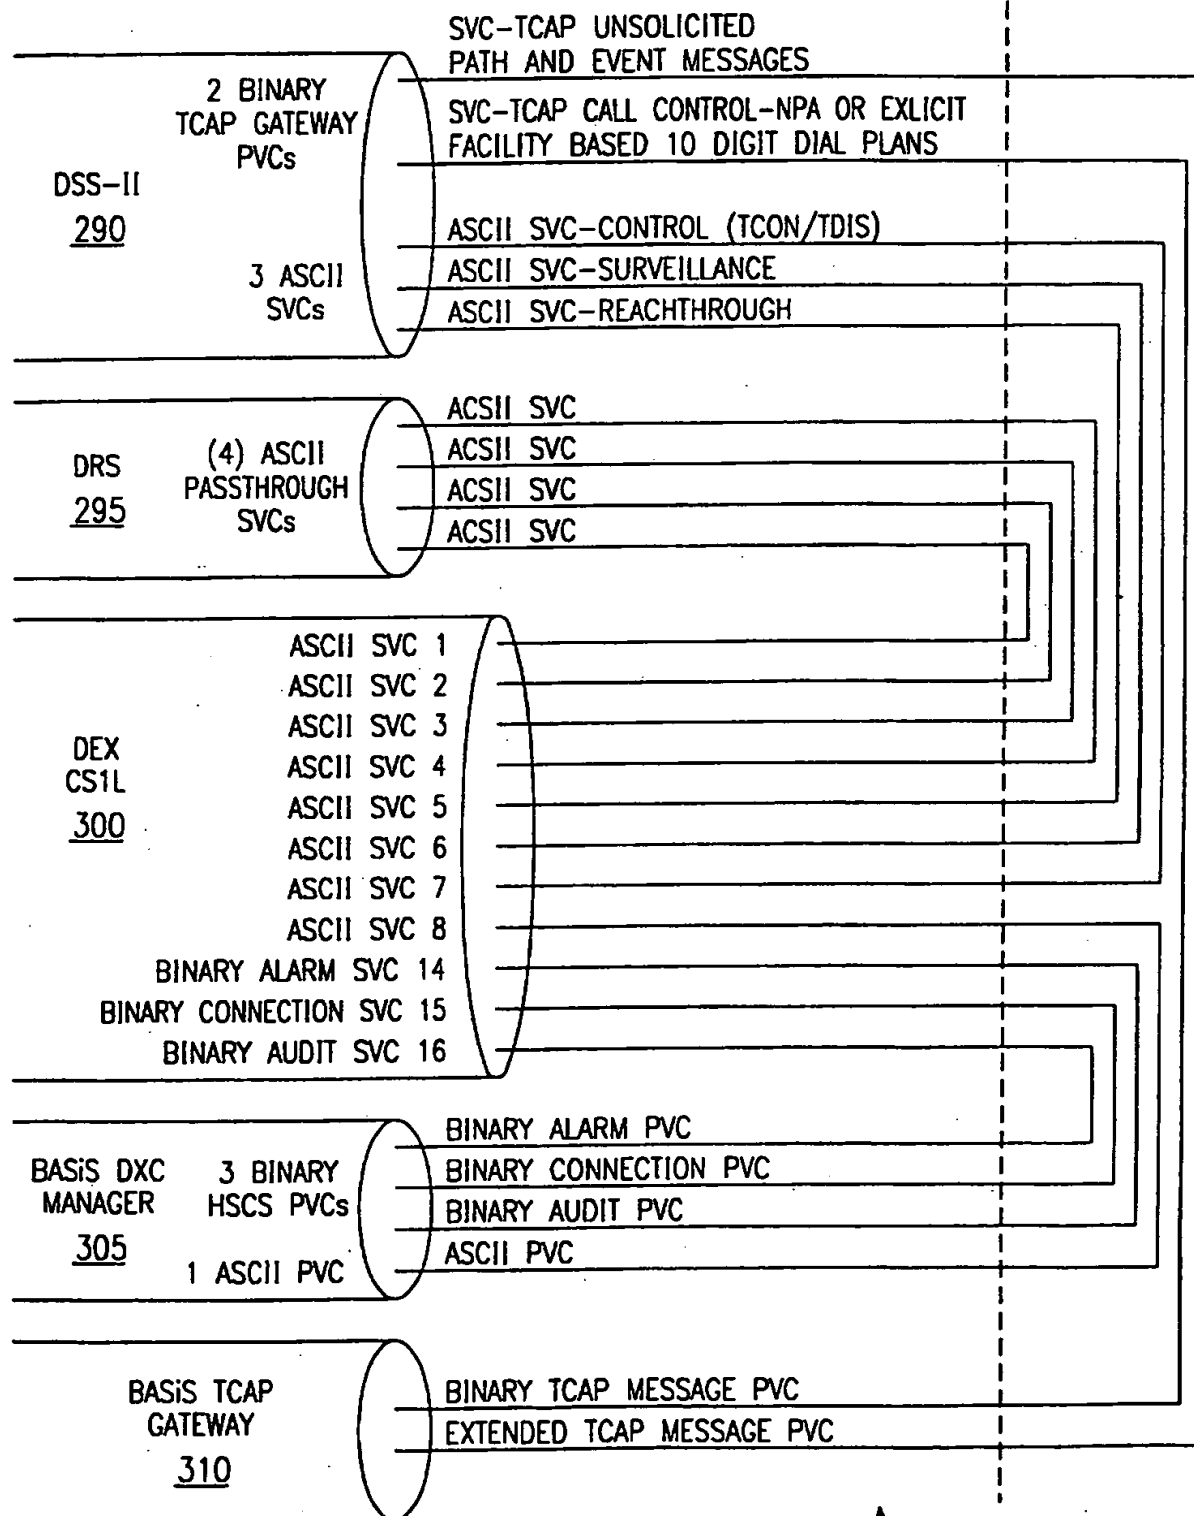 SVC-TCAP UNSOLICITED
PATH AND EVENT MESSAGES
2 BINARY
TCAP GATEWAY
PVCs
SVC-TCAP CALL CONTROL-NPA OR EXLICIT
FACILITY BASED 10 DIGIT DIAL PLANS
DSS-II
290
ASCII SVC-CONTROL (TCON/TDIS)
3 ASCII
SVCs
ASCII SVC-SURVEILLANCE
ASCII SVC-REACHTHROUGH
DRS
295
(4) ASCII
PASSTHROUGH
SVCs
ACSII SVC
ACSII SVC
ACSII SVC
ACSII SVC
DEX
CS1L
300
ASCII SVC 1
ASCII SVC 2
ASCII SVC 3
ASCII SVC 4
ASCII SVC 5
ASCII SVC 6
ASCII SVC 7
ASCII SVC 8
BINARY ALARM SVC 14
BINARY CONNECTION SVC 15
BINARY AUDIT SVC 16
BASiS DXC
MANAGER
305
3 BINARY
HSCS PVCs
1 ASCII PVC
BINARY ALARM PVC
BINARY CONNECTION PVC
BINARY AUDIT PVC
ASCII PVC
BASiS TCAP
GATEWAY
310
BINARY TCAP MESSAGE PVC
EXTENDED TCAP MESSAGE PVC